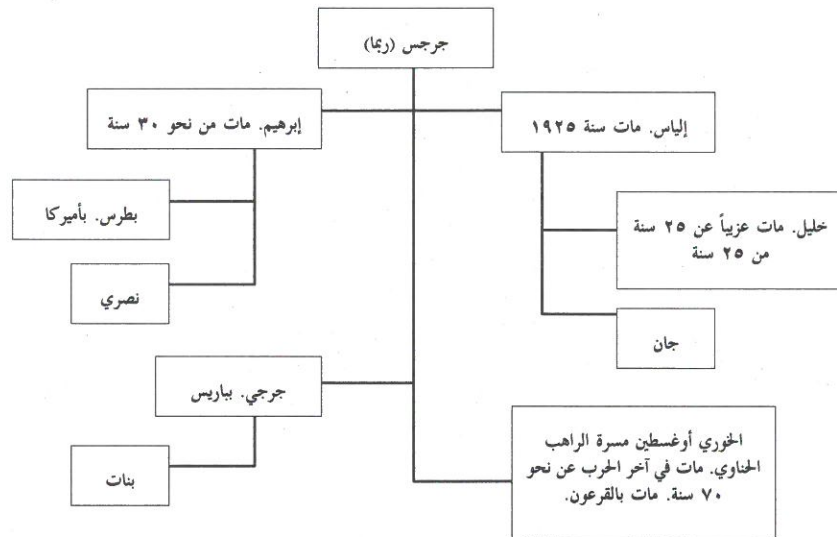 جرجس (ربما)
إلياس. مات سنة ١٩٢٥
إبرهيم. مات من نحو ٣٠ سنة
خليل. مات عزيباً عن ٢٥ سنة
من ٢٥ سنة
بطرس. بأميركا
نصري
جان
جرجي. بباريس
الخوري أوغسطين مسرة الراهب
الحناوي. مات في آخر الحرب عن نحو
٧٠ سنة. مات بالقرعون.
بنات